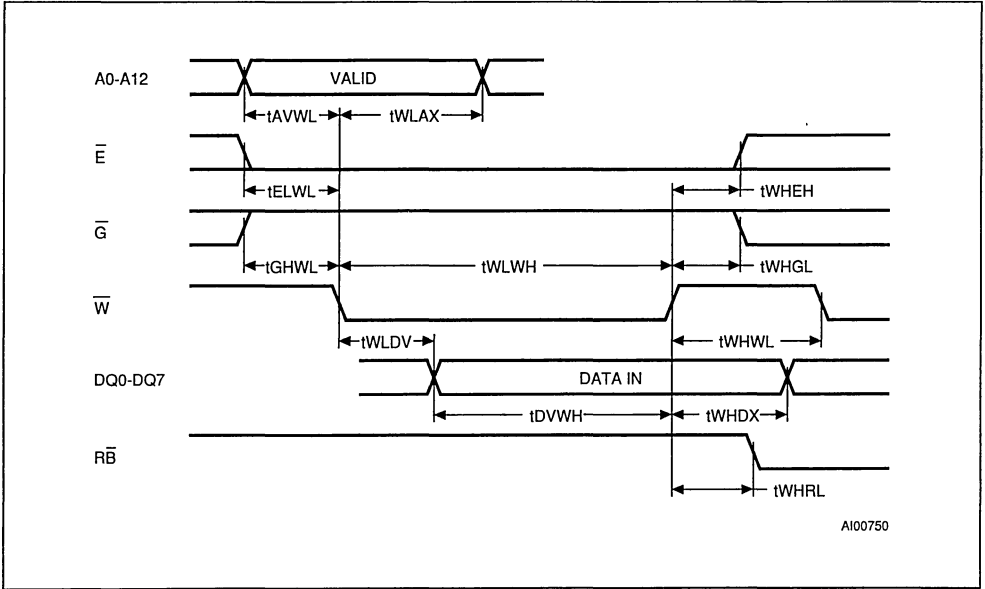 A0-A12 VALID
tAVWL tWLAX
E̅
tELWL tWHEH
G̅
tGHWL tWLWH tWHGL
W̅
tWLDV tWHWL
DQ0-DQ7 DATA IN
tDVWH tWHDX
RB̅
tWHRL
AI00750